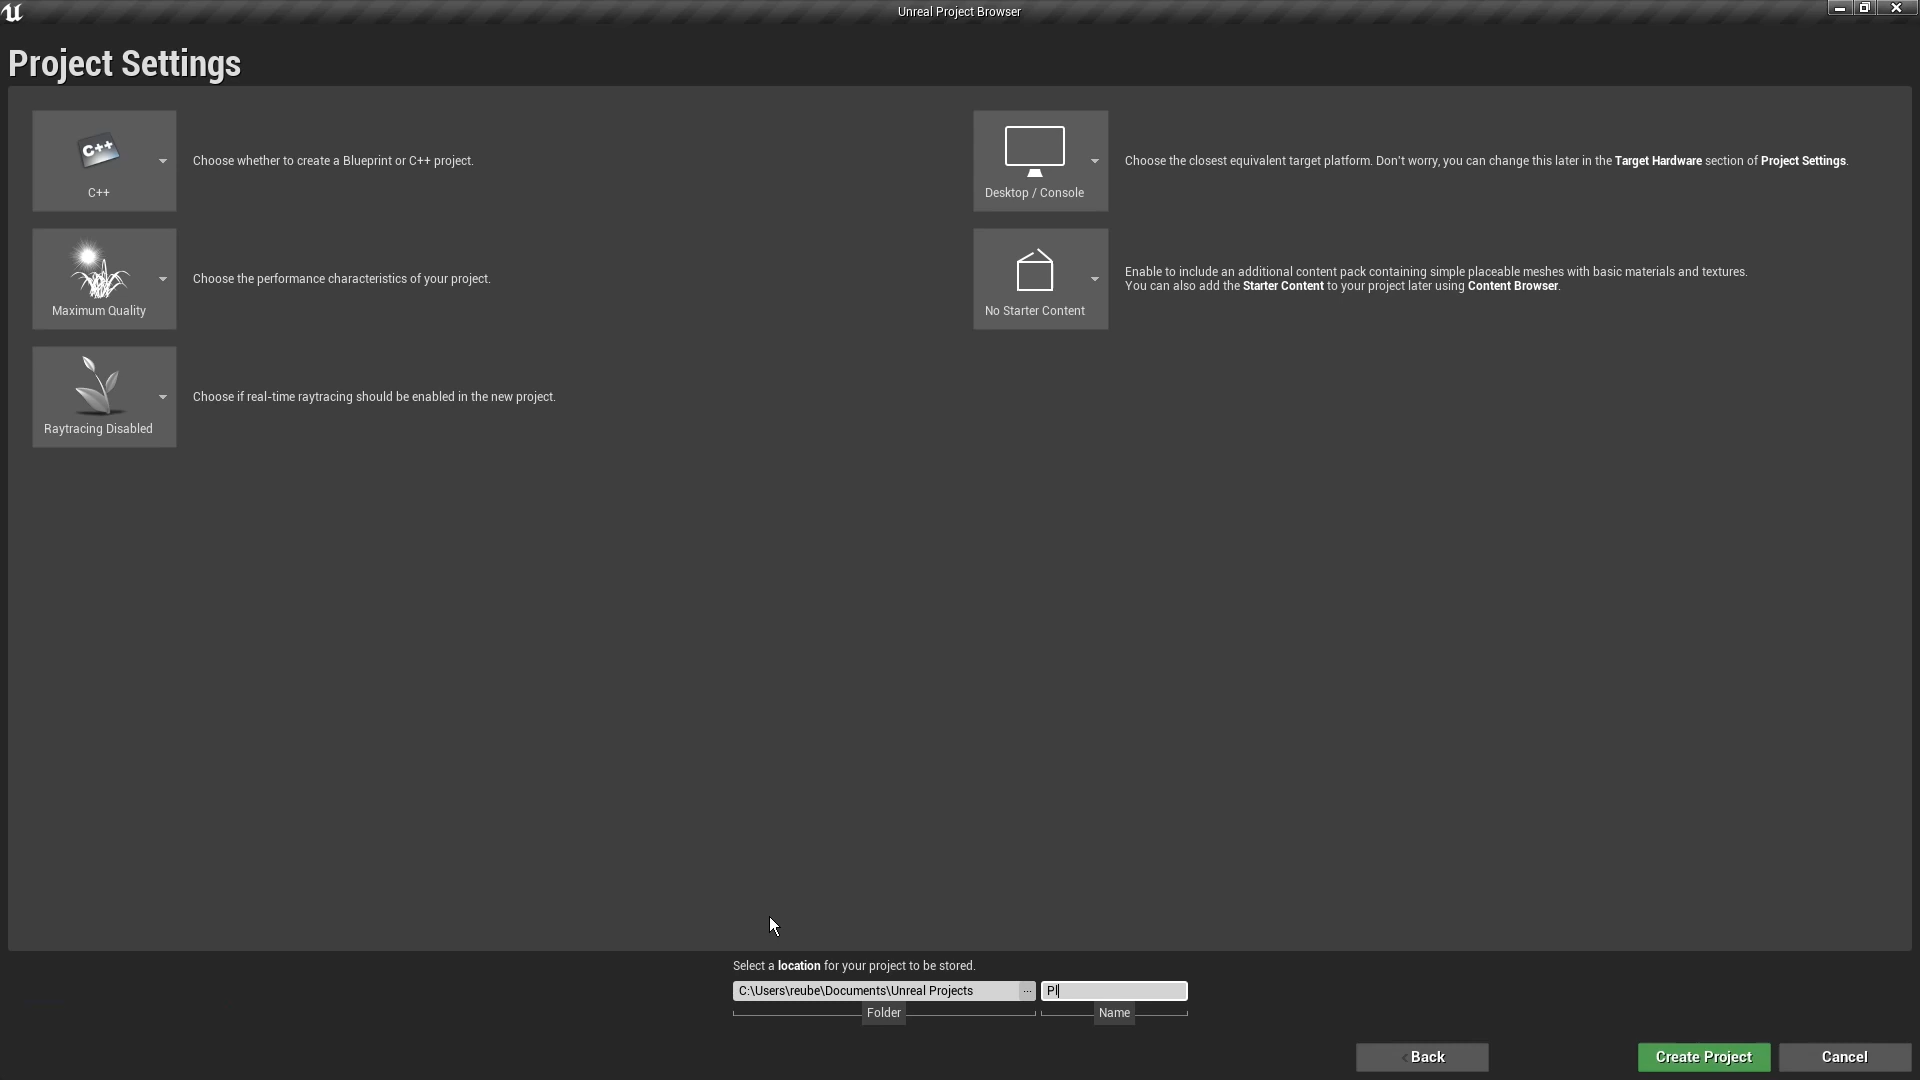 Unreal Project Browser
Project Settings
C++
C++
Choose whether to create a Blueprint or C++ project.
Desktop / Console
Choose the closest equivalent target platform. Don't worry, you can change this later in the Target Hardware section of Project Settings.
Maximum Quality
Choose the performance characteristics of your project.
No Starter Content
Enable to include an additional content pack containing simple placeable meshes with basic materials and textures.
You can also add the Starter Content to your project later using Content Browser.
Raytracing Disabled
Choose if real-time raytracing should be enabled in the new project.
Select a location for your project to be stored.
C:\Users\reube\Documents\Unreal Projects ... Pl
Folder Name
Back Create Project Cancel